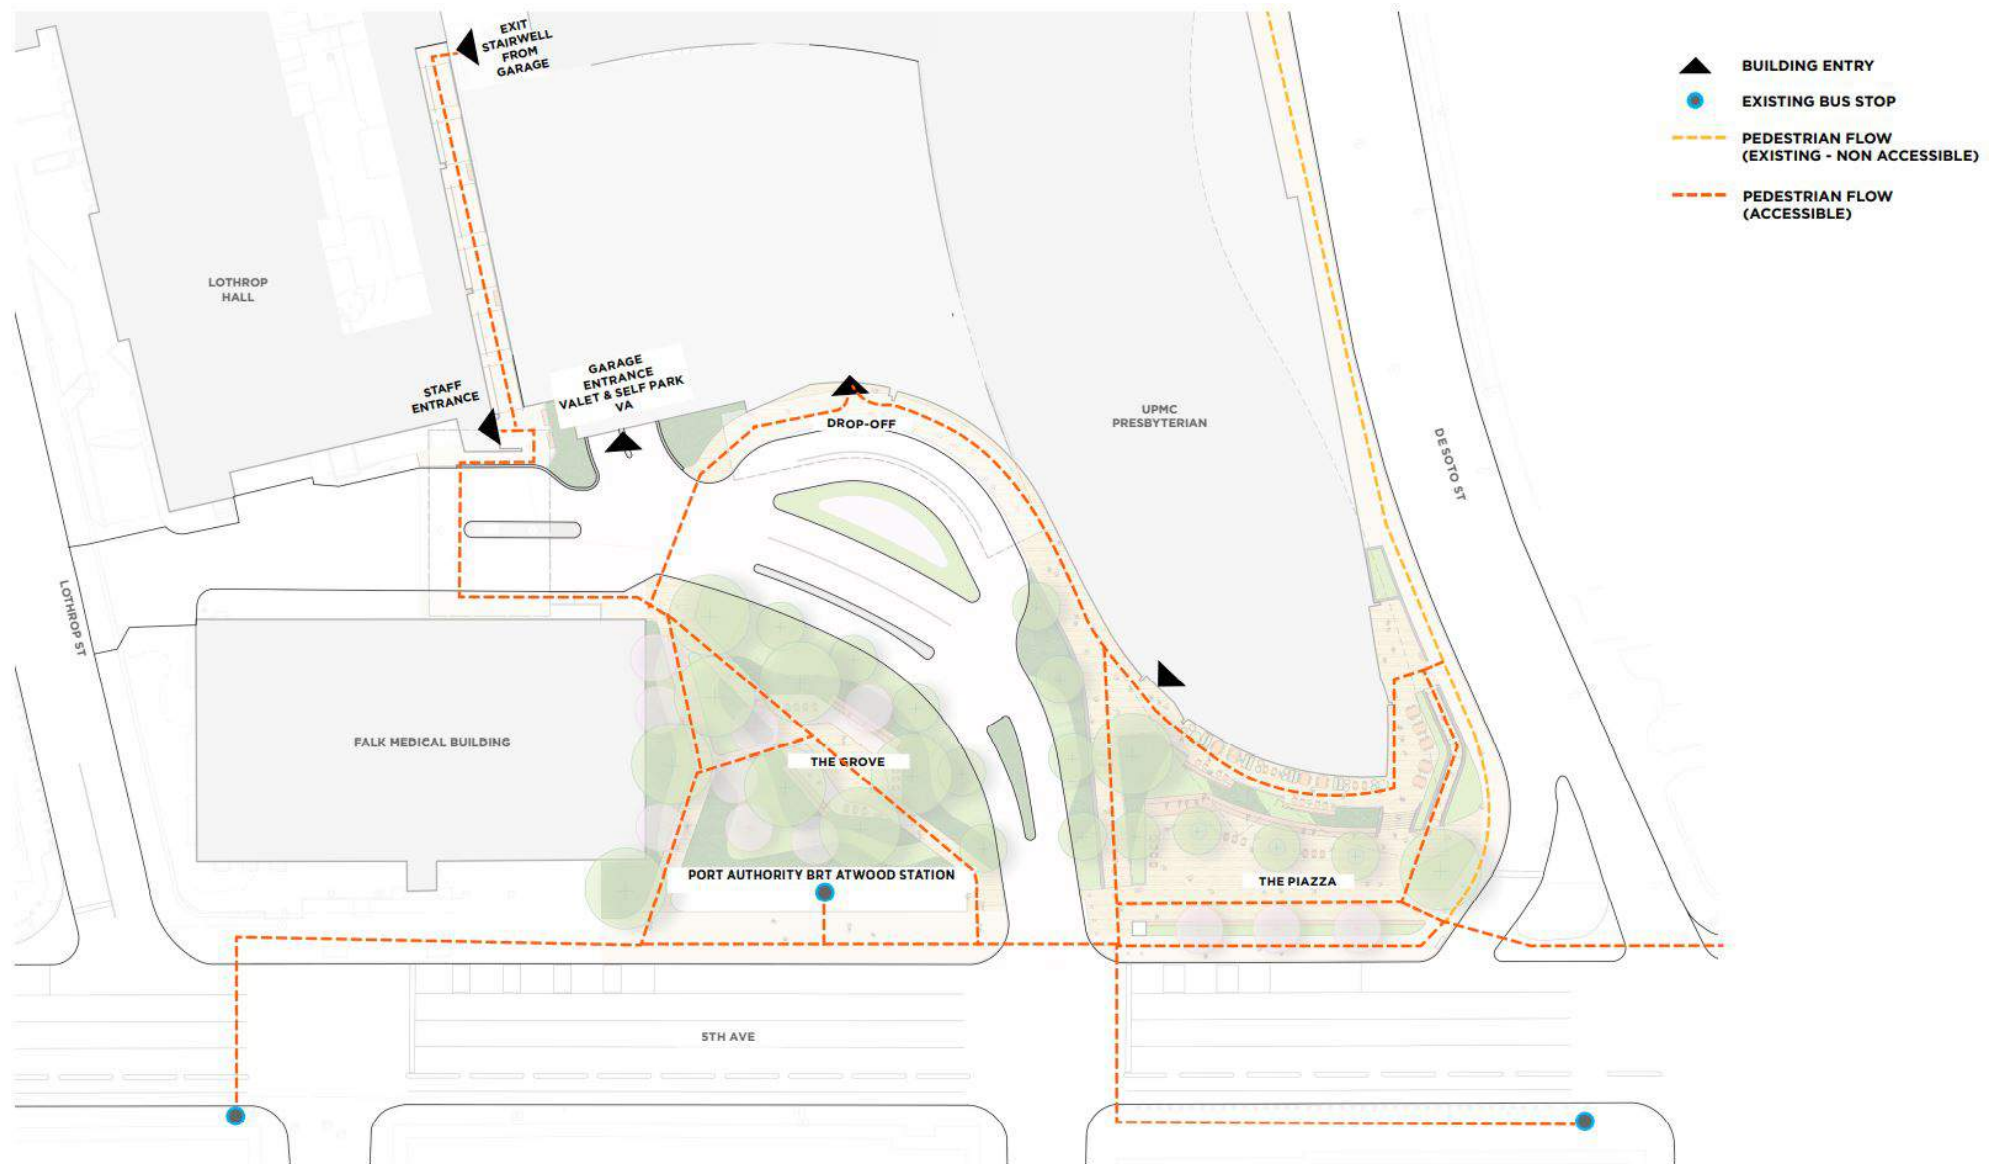 EXIT
STAIRWELL
FROM
GARAGE
BUILDING ENTRY
EXISTING BUS STOP
PEDESTRIAN FLOW
(EXISTING - NON ACCESSIBLE)
PEDESTRIAN FLOW
(ACCESSIBLE)
LOTHROP
HALL
STAFF
ENTRANCE
GARAGE
ENTRANCE
VALET & SELF PARK
VA
DROP-OFF
UPMC
PRESBYTERIAN
DESOTO ST
LOTHROP ST
FALK MEDICAL BUILDING
THE GROVE
PORT AUTHORITY BRT ATWOOD STATION
THE PIAZZA
5TH AVE